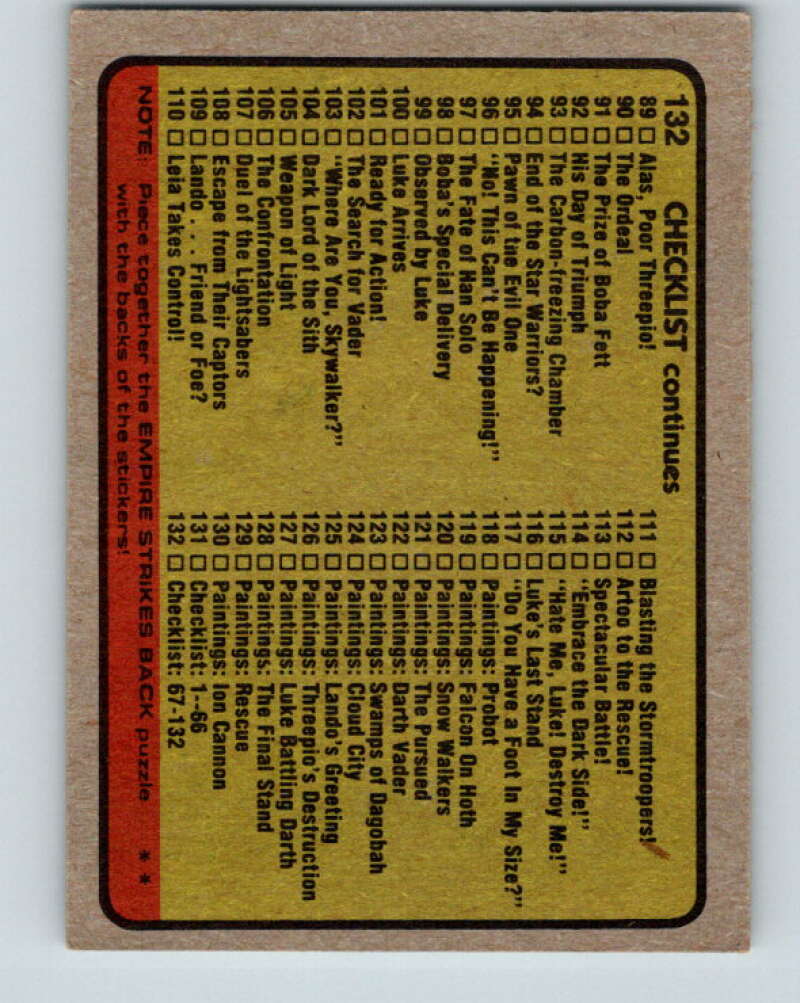 132 CHECKLIST continues
89 □ Alas, Poor Threepio!
90 □ The Ordeal
91 □ The Prize of Boba Fett
92 □ His Day of Triumph
93 □ The Carbon-freezing Chamber
94 □ End of the Star Warriors?
95 □ Pawn of the Evil One
96 □ "No! This Can't Be Happening!"
97 □ The Fate of Han Solo
98 □ Boba's Special Delivery
99 □ Observed by Luke
100 □ Luke Arrives
101 □ Ready for Action!
102 □ The Search for Vader
103 □ "Where Are You, Skywalker?"
104 □ Dark Lord of the Sith
105 □ Weapon of Light
106 □ The Confrontation
107 □ Duel of the Lightsabers
108 □ Escape from Their Captors
109 □ Lando . . . Friend or Foe?
110 □ Leia Takes Control!
111 □ Blasting the Stormtroopers!
112 □ Artoo to the Rescue!
113 □ Spectacular Battle!
114 □ "Embrace the Dark Side!"
115 □ "Hate Me, Luke! Destroy Me!"
116 □ Luke's Last Stand
117 □ "Do You Have a Foot In My Size?"
118 □ Paintings: Probot
119 □ Paintings: Falcon On Hoth
120 □ Paintings: Snow Walkers
121 □ Paintings: The Pursued
122 □ Paintings: Darth Vader
123 □ Paintings: Swamps of Dagobah
124 □ Paintings: Cloud City
125 □ Paintings: Lando's Greeting
126 □ Paintings: Threepio's Destruction
127 □ Paintings: Luke Battling Darth
128 □ Paintings: The Final Stand
129 □ Paintings: Rescue
130 □ Paintings: Ion Cannon
131 □ Checklist: 1--66
132 □ Checklist: 67-132
NOTE: Piece together the EMPIRE STRIKES BACK puzzle * *
with the backs of the stickers!